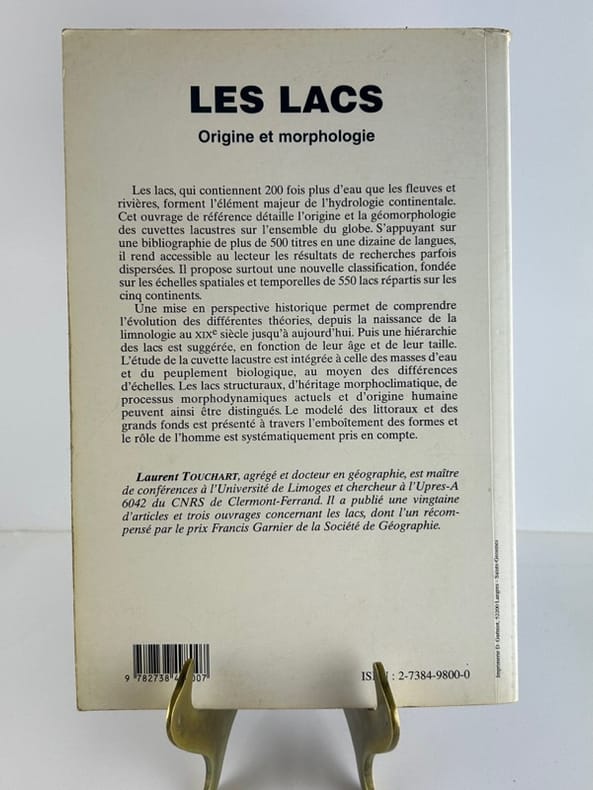 LES LACS
Origine et morphologie
Les lacs, qui contiennent 200 fois plus d'eau que les fleuves et
rivières, forment l'élément majeur de l'hydrologie continentale.
Cet ouvrage de référence détaille l'origine et la géomorphologie
des cuvettes lacustres sur l'ensemble du globe. S'appuyant sur
une bibliographie de plus de 500 titres en une dizaine de langues,
il rend accessible au lecteur les résultats de recherches parfois
dispersées. Il propose surtout une nouvelle classification, fondée
sur les échelles spatiales et temporelles de 550 lacs répartis sur les
cinq continents.
Une mise en perspective historique permet de comprendre
l'évolution des différentes théories, depuis la naissance de la
limnologie au XIXe siècle jusqu'à aujourd'hui. Puis une hiérarchie
des lacs est suggérée, en fonction de leur âge et de leur taille.
L'étude de la cuvette lacustre est intégrée à celle des masses d'eau
et du peuplement biologique, au moyen des différences
d'échelles. Les lacs structuraux, d'héritage morphoclimatique, de
processus morphodynamiques actuels et d'origine humaine
peuvent ainsi être distingués. Le modelé des littoraux et des
grands fonds est présenté à travers l'emboîtement des formes et
le rôle de l'homme est systématiquement pris en compte.
Laurent TOUCHART, agrégé et docteur en géographie, est maître
de conférences à l'Université de Limoges et chercheur à l'Upres-A
6042 du CNRS de Clermont-Ferrand. Il a publié une vingtaine
d'articles et trois ouvrages concernant les lacs, dont l'un récom-
pensé par le prix Francis Garnier de la Société de Géographie.
9 782738 4 007
ISBN : 2-7384-9800-0
Imprimerie D. Guéniot, 52200 Langres - Saints-Geosmes